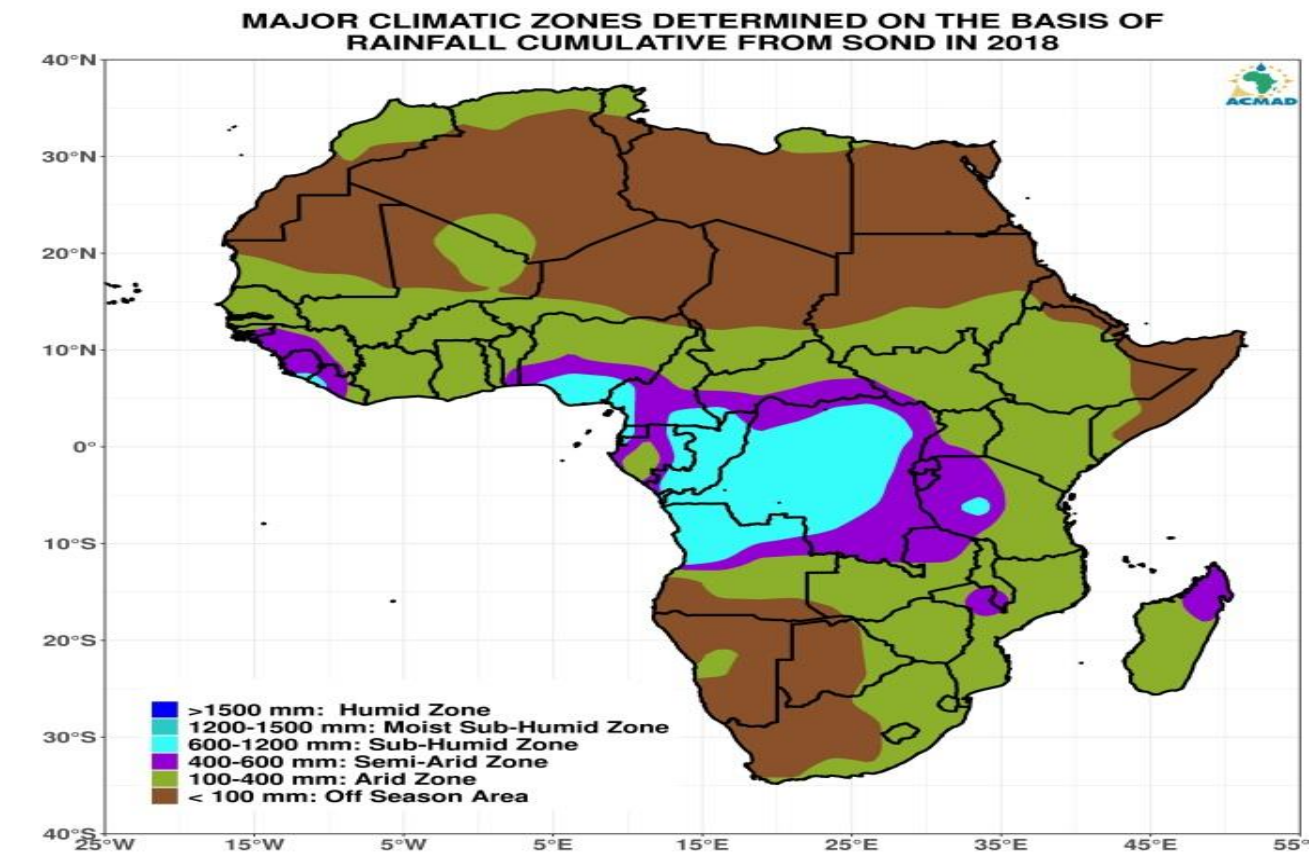 MAJOR CLIMATIC ZONES DETERMINED ON THE BASIS OF
RAINFALL CUMULATIVE FROM SOND IN 2018
ACMAD
40°N
30°N
20°N
10°N
0°
10°S
20°S
30°S
40°S
>1500 mm: Humid Zone
1200-1500 mm: Moist Sub-Humid Zone
600-1200 mm: Sub-Humid Zone
400-600 mm: Semi-Arid Zone
100-400 mm: Arid Zone
< 100 mm: Off Season Area
25°W 15°W 5°W 5°E 15°E 25°E 35°E 45°E 55°